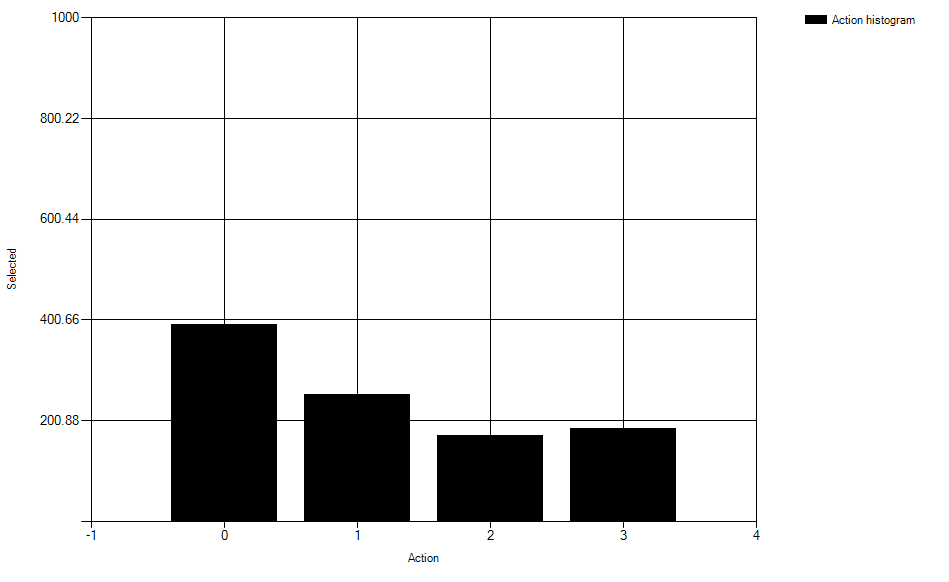 1000
Action histogram
800.22
600.44
Selected
400.66
200.88
-1 0 1 2 3 4
Action